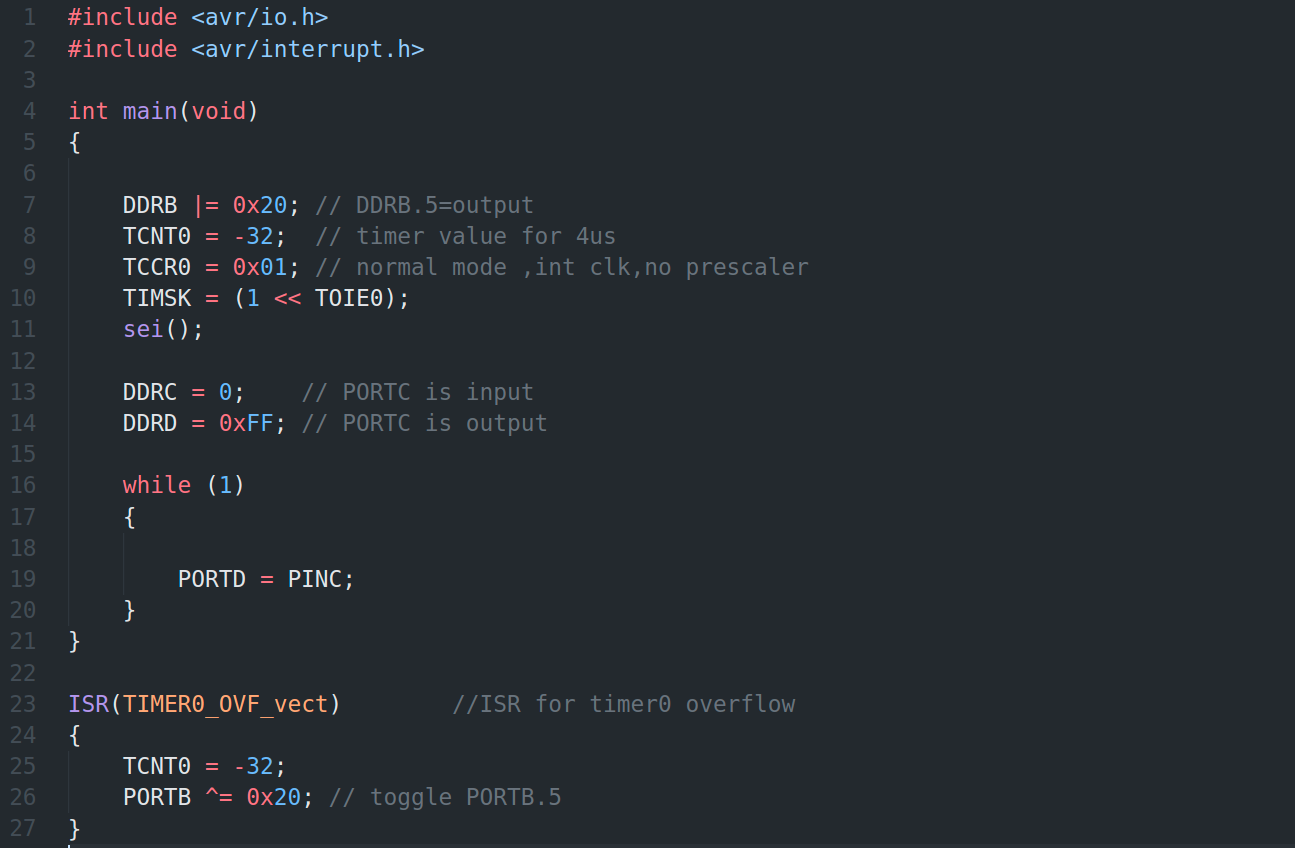 1 #include <avr/io.h>
2 #include <avr/interrupt.h>
3
4 int main(void)
5 {
6
7     DDRB |= 0x20; // DDRB.5=output
8     TCNT0 = -32;  // timer value for 4us
9     TCCR0 = 0x01; // normal mode ,int clk,no prescaler
10     TIMSK = (1 << TOIE0);
11     sei();
12
13     DDRC = 0;    // PORTC is input
14     DDRD = 0xFF; // PORTC is output
15
16     while (1)
17     {
18
19         PORTD = PINC;
20     }
21 }
22
23 ISR(TIMER0_OVF_vect)        //ISR for timer0 overflow
24 {
25     TCNT0 = -32;
26     PORTB ^= 0x20; // toggle PORTB.5
27 }